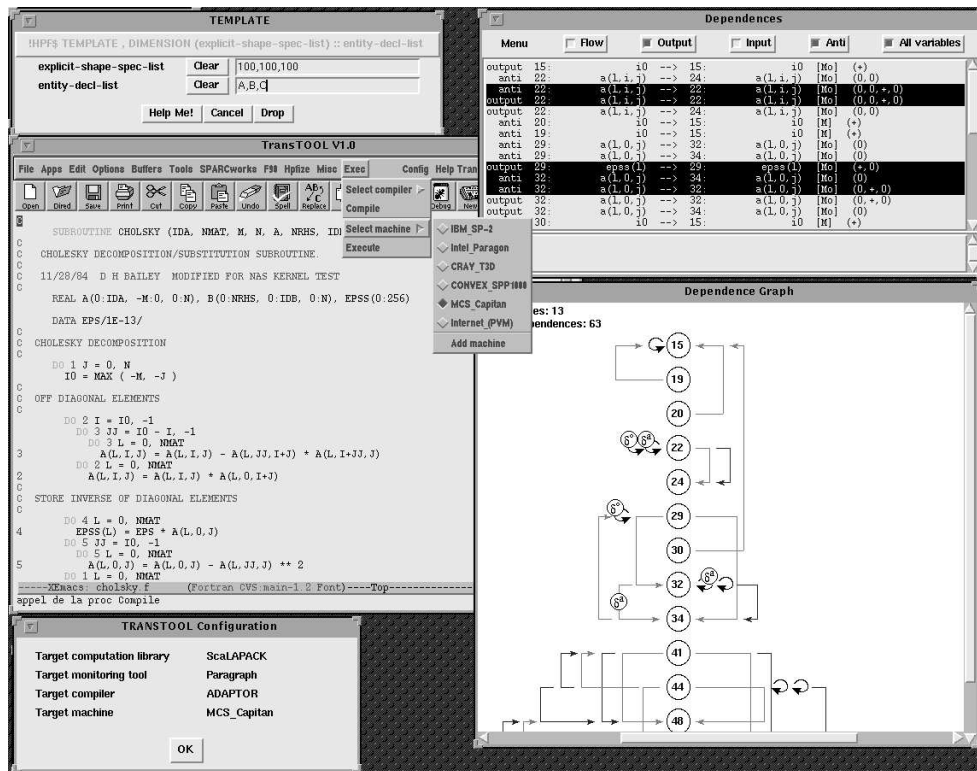 TEMPLATE
!HPF$ TEMPLATE , DIMENSION (explicit-shape-spec-list) :: entity-decl-list
explicit-shape-spec-list Clear 100,100,100
entity-decl-list Clear A,B,C
Help Me! Cancel Drop
TransTOOL V1.0
File Apps Edit Options Buffers Tools SPARCworks F90 Hpfize Misc Exec Config Help Tran
Open Dired Save Print Cut Copy Paste Undo Spell Replace Debug New
Select compiler
Compile
Select machine
Execute
IBM_SP-2
Intel_Paragon
CRAY_T3D
CONVEX_SPP1000
MCS_Capitan
Internet_(PVM)
Add machine
SUBROUTINE CHOLSKY (IDA, NMAT, M, N, A, NRHS, IDB
C
C CHOLESKY DECOMPOSITION/SUBSTITUTION SUBROUTINE.
C
C 11/28/84 D H BAILEY MODIFIED FOR NAS KERNEL TEST
C
REAL A(0:IDA, -M:0, 0:N), B(0:NRHS, 0:IDB, 0:N), EPSS(0:256)
DATA EPS/1E-13/
C
C CHOLESKY DECOMPOSITION
C
DO 1 J = 0, N
I0 = MAX ( -M, -J )
C
C OFF DIAGONAL ELEMENTS
C
DO 2 I = I0, -1
DO 3 JJ = I0 - I, -1
DO 3 L = 0, NMAT
3 A(L,I,J) = A(L,I,J) - A(L,JJ,I+J) * A(L,I+JJ,J)
DO 2 L = 0, NMAT
2 A(L,I,J) = A(L,I,J) * A(L,0,I+J)
C
C STORE INVERSE OF DIAGONAL ELEMENTS
C
DO 4 L = 0, NMAT
4 EPSS(L) = EPS * A(L,0,J)
DO 5 JJ = I0, -1
DO 5 L = 0, NMAT
5 A(L,0,J) = A(L,0,J) - A(L,JJ,J) ** 2
DO 1 L = 0, NMAT
-----XEmacs: cholsky.f (Fortran CVS:main-1.2 Font)----Top--------------
appel de la proc Compile
TRANSTOOL Configuration
Target computation library ScaLAPACK
Target monitoring tool Paragraph
Target compiler ADAPTOR
Target machine MCS_Capitan
OK
Dependences
Menu Flow Output Input Anti All variables
output 15: i0 --> 15: i0 [Mo] (+)
anti 22: a(l,i,j) --> 24: a(l,i,j) [Mo] (0,0)
anti 22: a(l,i,j) --> 22: a(l,i,j) [Mo] (0,0,+,0)
output 22: a(l,i,j) --> 22: a(l,i,j) [Mo] (0,0,+,0)
output 22: a(l,i,j) --> 24: a(l,i,j) [Mo] (0,0)
anti 20: i0 --> 15: i0 [M] (+)
anti 19: i0 --> 15: i0 [M] (+)
anti 29: a(l,0,j) --> 32: a(l,0,j) [Mo] (0)
anti 29: a(l,0,j) --> 34: a(l,0,j) [Mo] (0)
output 29: epss(l) --> 29: epss(l) [Mo] (+,0)
anti 32: a(l,0,j) --> 34: a(l,0,j) [Mo] (0)
anti 32: a(l,0,j) --> 32: a(l,0,j) [Mo] (0,+,0)
output 32: a(l,0,j) --> 32: a(l,0,j) [Mo] (0,+,0)
output 32: a(l,0,j) --> 34: a(l,0,j) [Mo] (0)
30: i0 --> 15: i0 [M] (+)
Dependence Graph
es: 13
pendences: 63
15
19
20
δ° δª 22
24
δ° 29
30
32 δª
δª 34
41
44
48